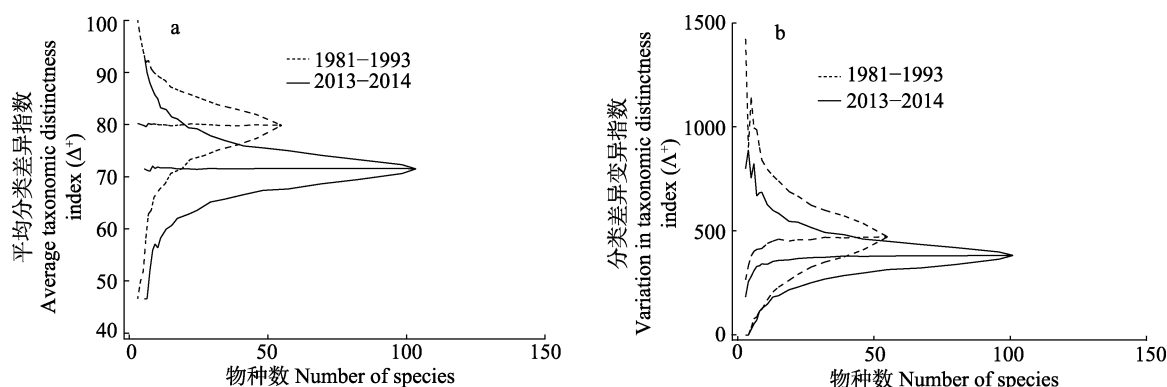 平均分类差异指数
Average taxonomic distinctness
index (Δ⁺)
100
90
80
70
60
50
40
a
1981−1993
2013−2014
0
50
100
150
物种数 Number of species
分类差异变异指数
Variation in taxonomic distinctness
index (Λ⁺)
1500
1000
500
0
b
1981−1993
2013−2014
0
50
100
150
物种数 Number of species